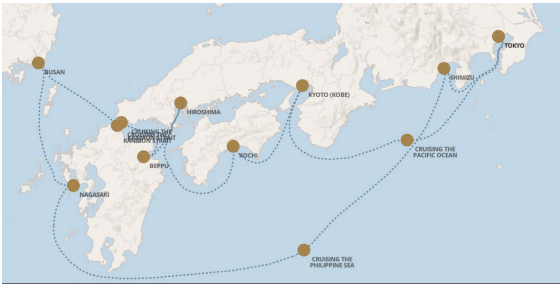 TOKYO
BUSAN
SHIMIZU
KYOTO (KOBE)
HIROSHIMA
CRUISING THE
KANMON STRAIT
CRUISING THE
PACIFIC OCEAN
KOCHI
BEPPU
NAGASAKI
CRUISING THE
PHILIPPINE SEA